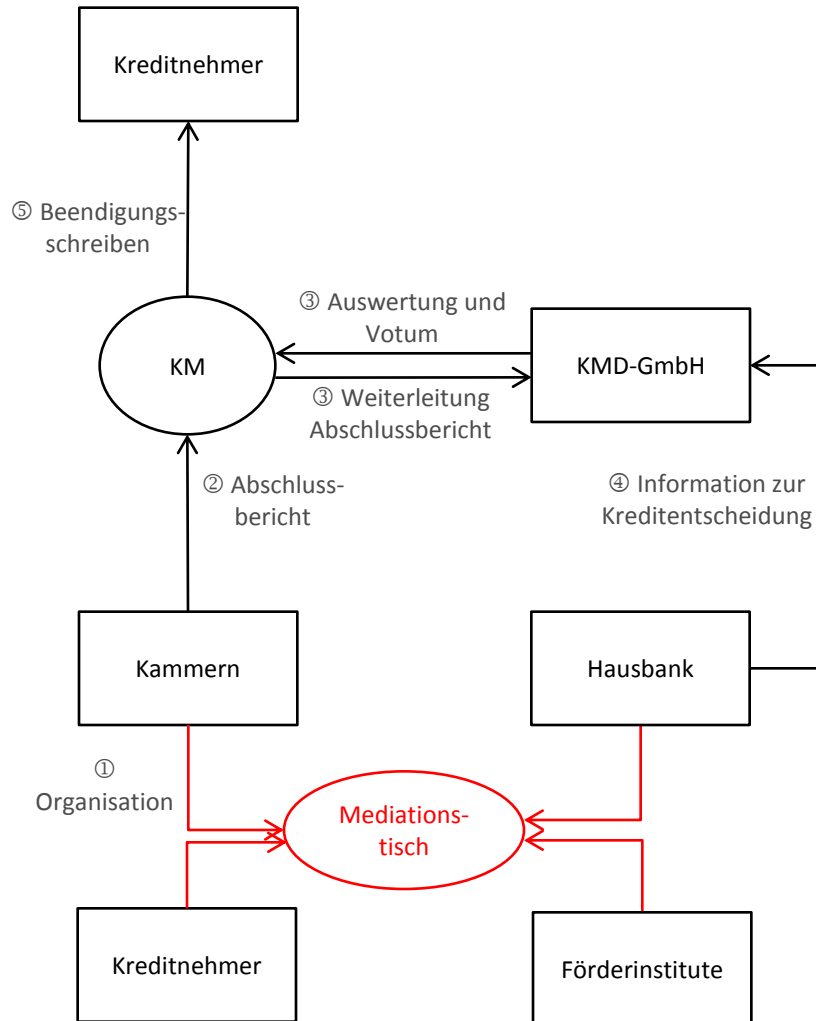 Kreditnehmer
⑤ Beendigungs-
schreiben
③ Auswertung und
Votum
KM
KMD-GmbH
③ Weiterleitung
Abschlussbericht
② Abschluss-
bericht
④ Information zur
Kreditentscheidung
Kammern
Hausbank
①
Organisation
Mediations-
tisch
Kreditnehmer
Förderinstitute